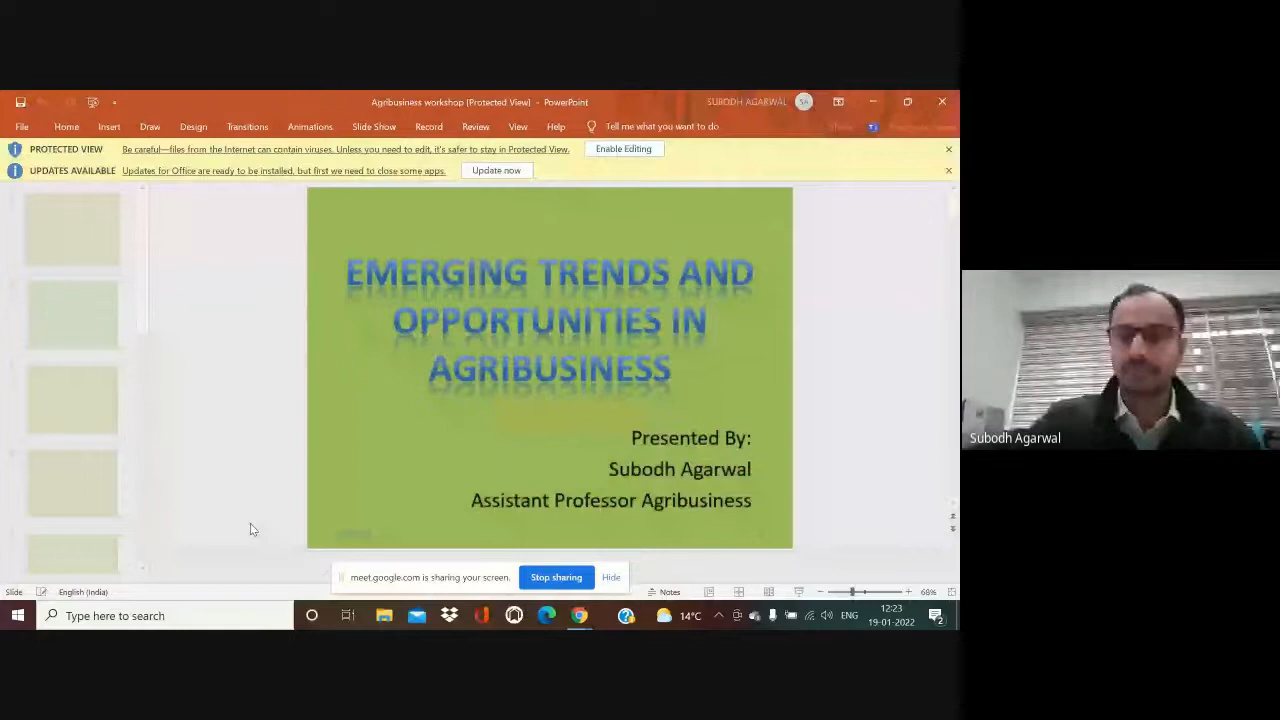 Agribusiness workshop [Protected View] - PowerPoint
SUBODH AGARWAL
SA
File Home Insert Draw Design Transitions Animations Slide Show Record Review View Help Tell me what you want to do
PROTECTED VIEW Be careful—files from the Internet can contain viruses. Unless you need to edit, it's safer to stay in Protected View. Enable Editing
UPDATES AVAILABLE Updates for Office are ready to be installed, but first we need to close some apps. Update now
EMERGING TRENDS AND
OPPORTUNITIES IN
AGRIBUSINESS
Presented By:
Subodh Agarwal
Assistant Professor Agribusiness
Subodh Agarwal
meet.google.com is sharing your screen. Stop sharing Hide
Slide English (India) Notes 68%
Type here to search 14°C ENG 12:23
19-01-2022
2